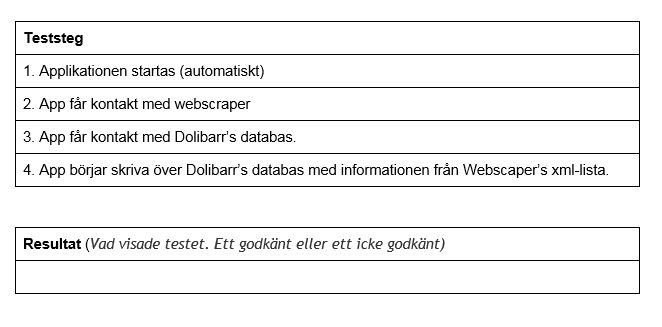 Teststeg
1. Applikationen startas (automatiskt)
2. App får kontakt med webscraper
3. App får kontakt med Dolibarr’s databas.
4. App börjar skriva över Dolibarr’s databas med informationen från Webscaper’s xml-lista.
Resultat (Vad visade testet. Ett godkänt eller ett icke godkänt)